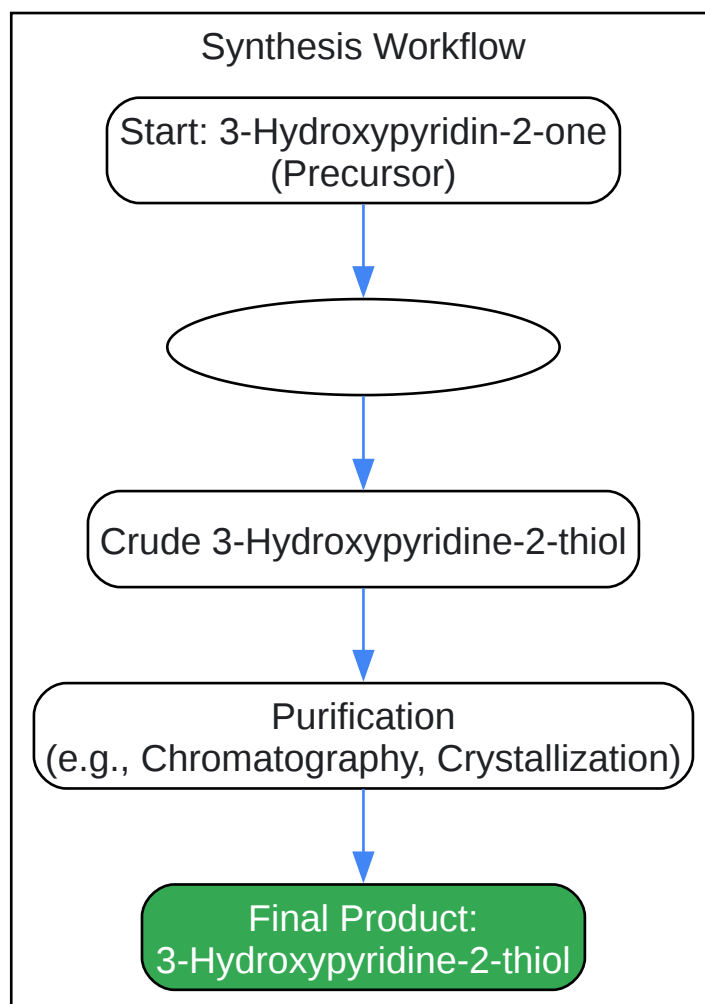 Synthesis Workflow
Start: 3-Hydroxypyridin-2-one
(Precursor)
Crude 3-Hydroxypyridine-2-thiol
Purification
(e.g., Chromatography, Crystallization)
Final Product:
3-Hydroxypyridine-2-thiol